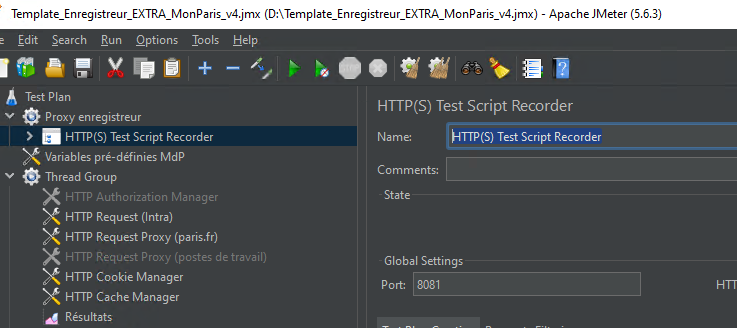 Template_Enregistreur_EXTRA_MonParis_v4.jmx (D:\Template_Enregistreur_EXTRA_MonParis_v4.jmx) - Apache JMeter (5.6.3)
Edit Search Run Options Tools Help
Test Plan
Proxy enregistreur
HTTP(S) Test Script Recorder
Variables pré-définies MdP
Thread Group
HTTP Authorization Manager
HTTP Request (Intra)
HTTP Request Proxy (paris.fr)
HTTP Request Proxy (postes de travail)
HTTP Cookie Manager
HTTP Cache Manager
Résultats
HTTP(S) Test Script Recorder
Name: HTTP(S) Test Script Recorder
Comments:
State
Global Settings
Port: 8081 HTT